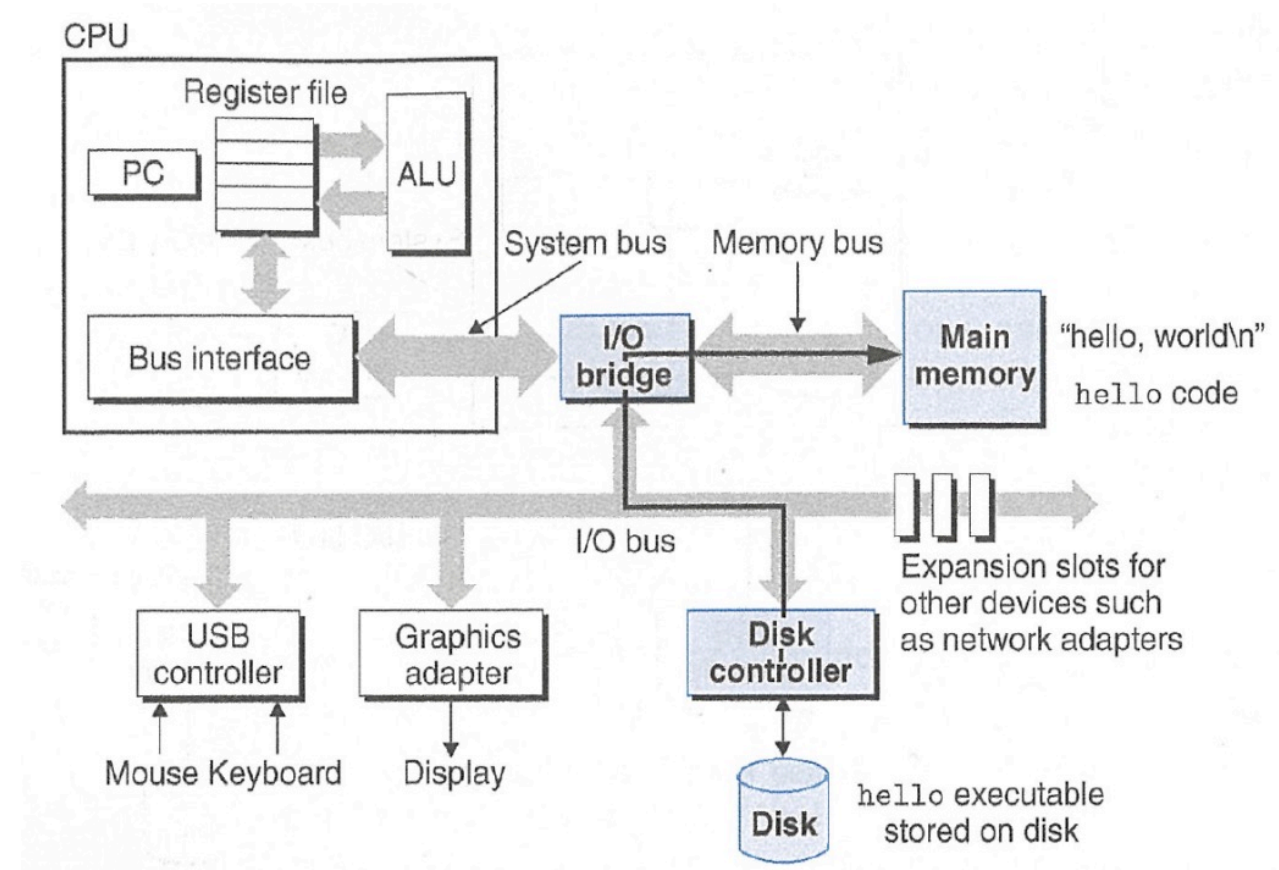 CPU
Register file
PC
ALU
System bus
Memory bus
Bus interface
I/O
bridge
Main
memory
“hello, world\n”
hello code
I/O bus
Expansion slots for
other devices such
as network adapters
USB
controller
Graphics
adapter
Disk
controller
Mouse Keyboard
Display
Disk
hello executable
stored on disk